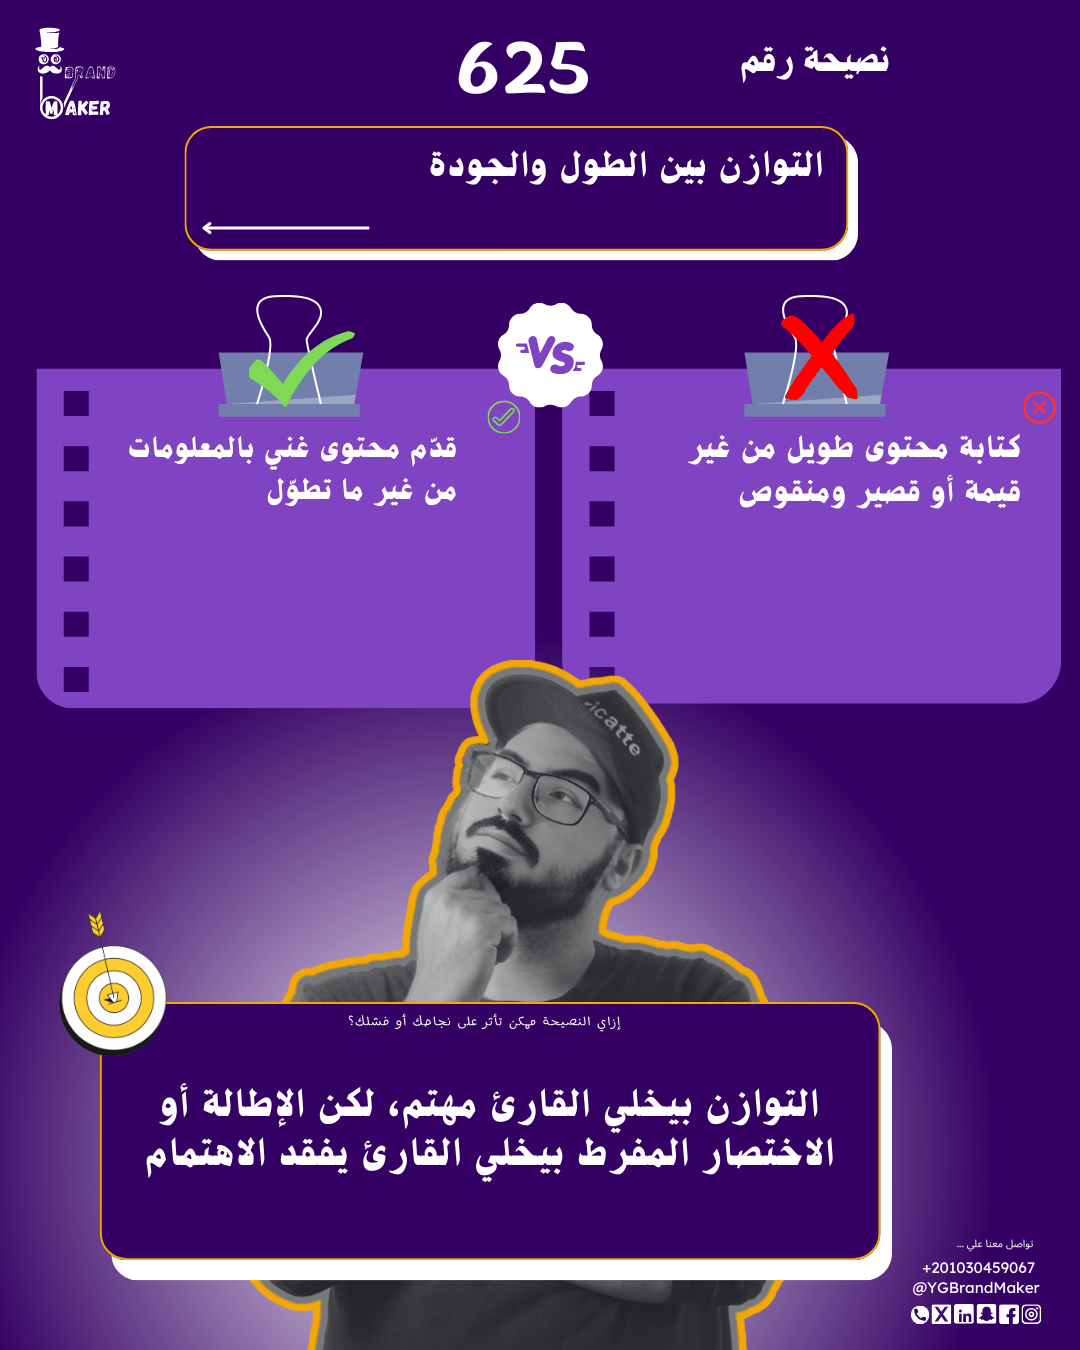 BRAND
MAKER
نصيحة رقم 625
التوازن بين الطول والجودة
VS
كتابة محتوى طويل من غير
قيمة أو قصير ومنقوص
قدّم محتوى غني بالمعلومات
من غير ما تطوّل
icatte
إزاي النصيحة ممكن تأثر على نجاحك أو فشلك؟
التوازن بيخلي القارئ مهتم، لكن الإطالة أو
الاختصار المفرط بيخلي القارئ يفقد الاهتمام
تواصل معنا علي ...
+201030459067
@YGBrandMaker